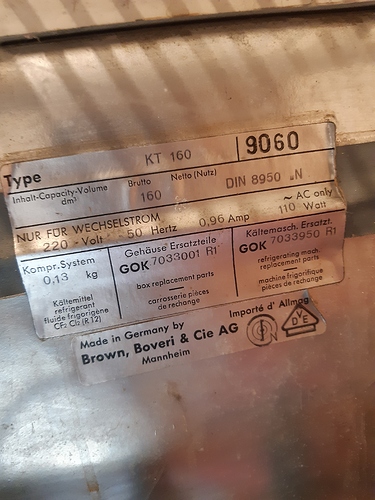 Type KT 160 9060
Inhalt-Capacity-Volume Brutto Netto (Nutz)
dm³ 160 DIN 8950 N
NUR FÜR WECHSELSTROM ~ AC only
220 - Volt - 50 Hertz 0,96 Amp 110 Watt
Kompr.System
0,13 kg
Kältemittel
refrigerant
fluide frigorigène
CF₂ Cl₂ (R 12)
Gehäuse Ersatzteile
GOK 7033001 R1
box replacement parts
carrosserie pièces
de rechange
Kältemasch. Ersatzt.
GOK 7033950 R1
refrigerating mach.
replacement parts
machine frigorifique
pièces de rechange
Importé d' Allmag.
Made in Germany by
Brown, Boveri & Cie AG
Mannheim
VDE